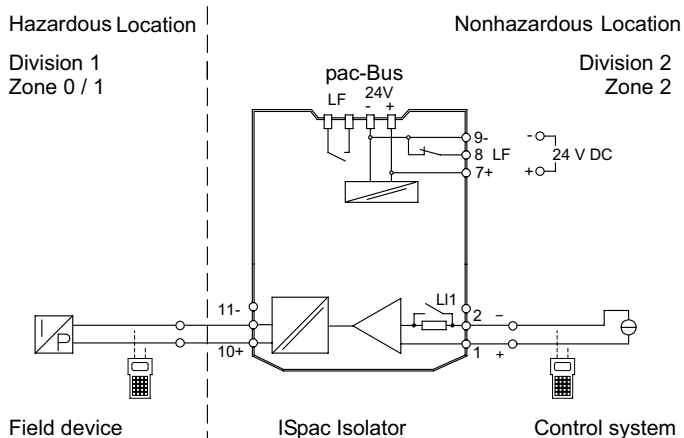 Hazardous Location
Nonhazardous Location
Division 1
Zone 0 / 1
Division 2
Zone 2
pac-Bus
LF
24V
- +
9-
8 LF
7+
-
+
24 V DC
I
P
11-
10+
LI1
2 –
1 +
Field device
ISpac Isolator
Control system